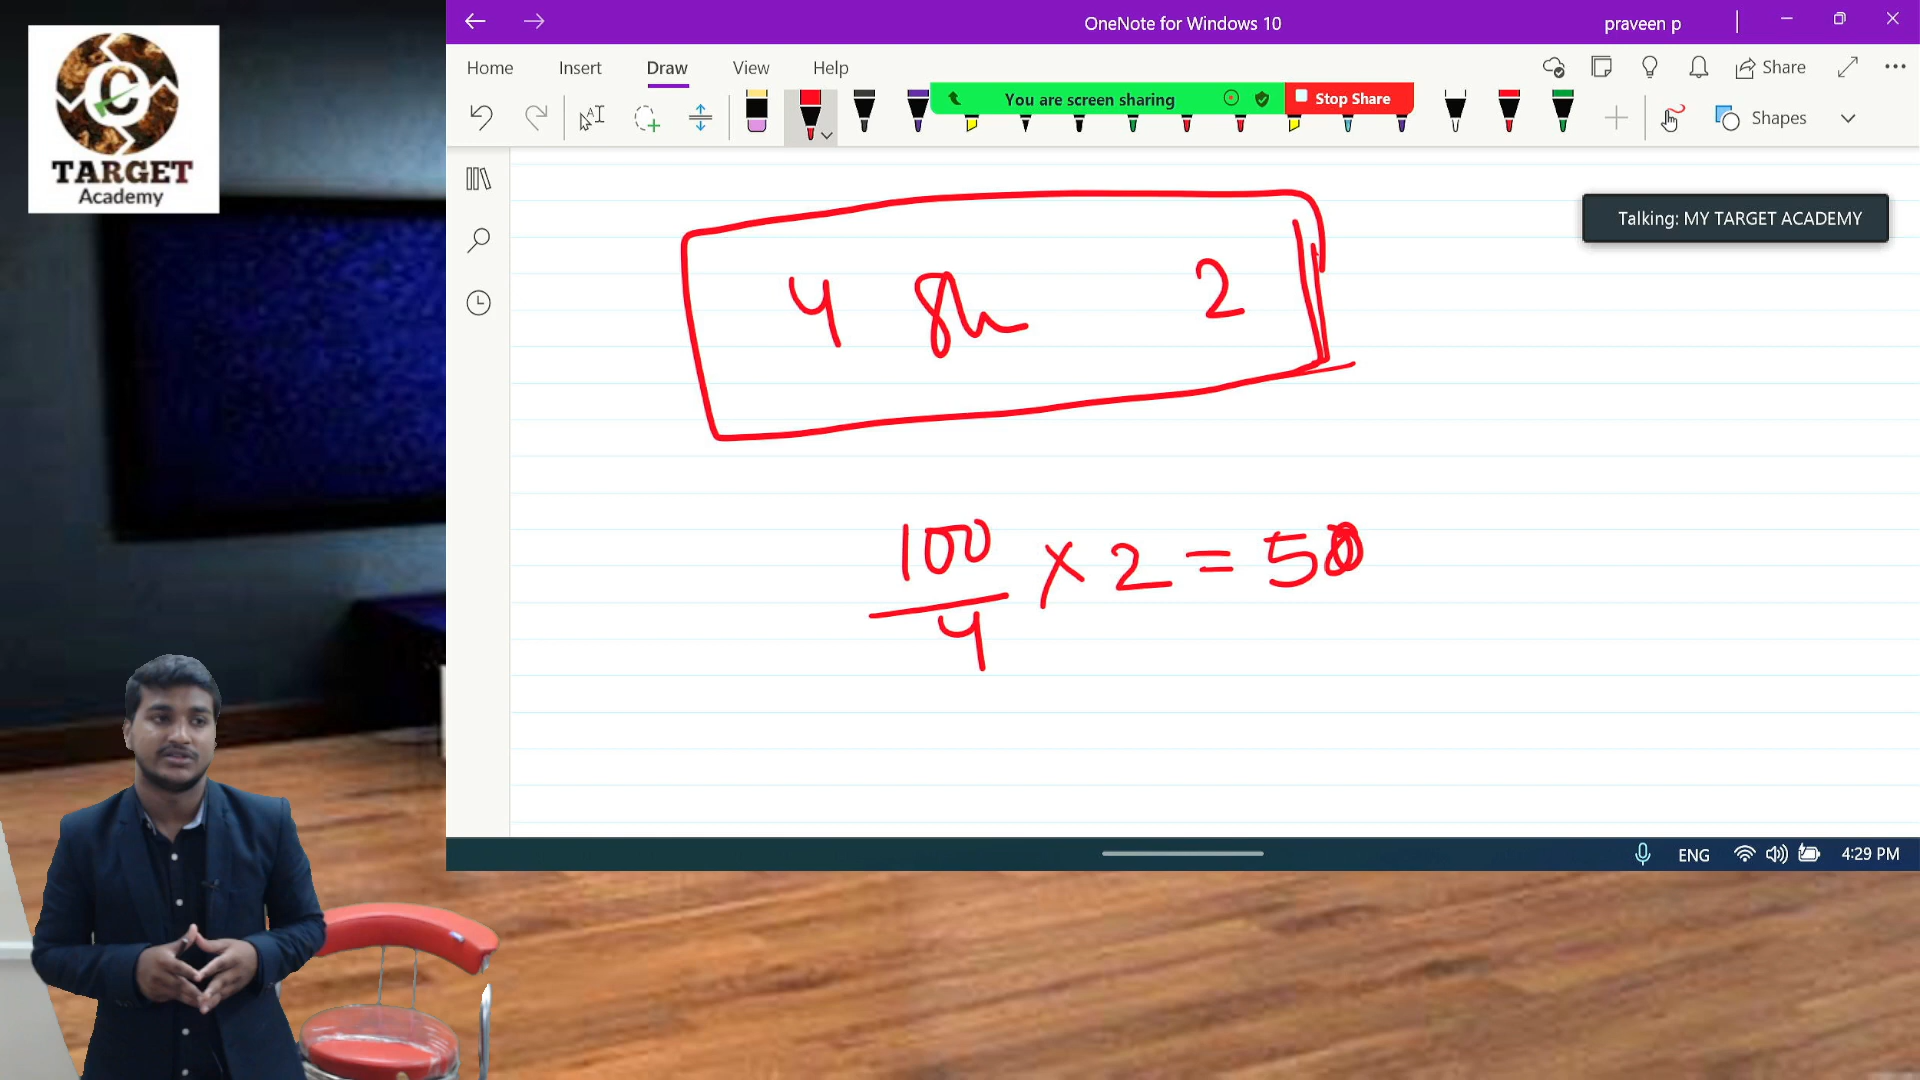 TARGET
Academy
OneNote for Windows 10
praveen p
Home Insert Draw View Help
Share
You are screen sharing
Stop Share
Shapes
Talking: MY TARGET ACADEMY
4 2
100
4
× 2 = 50
ENG 4:29 PM